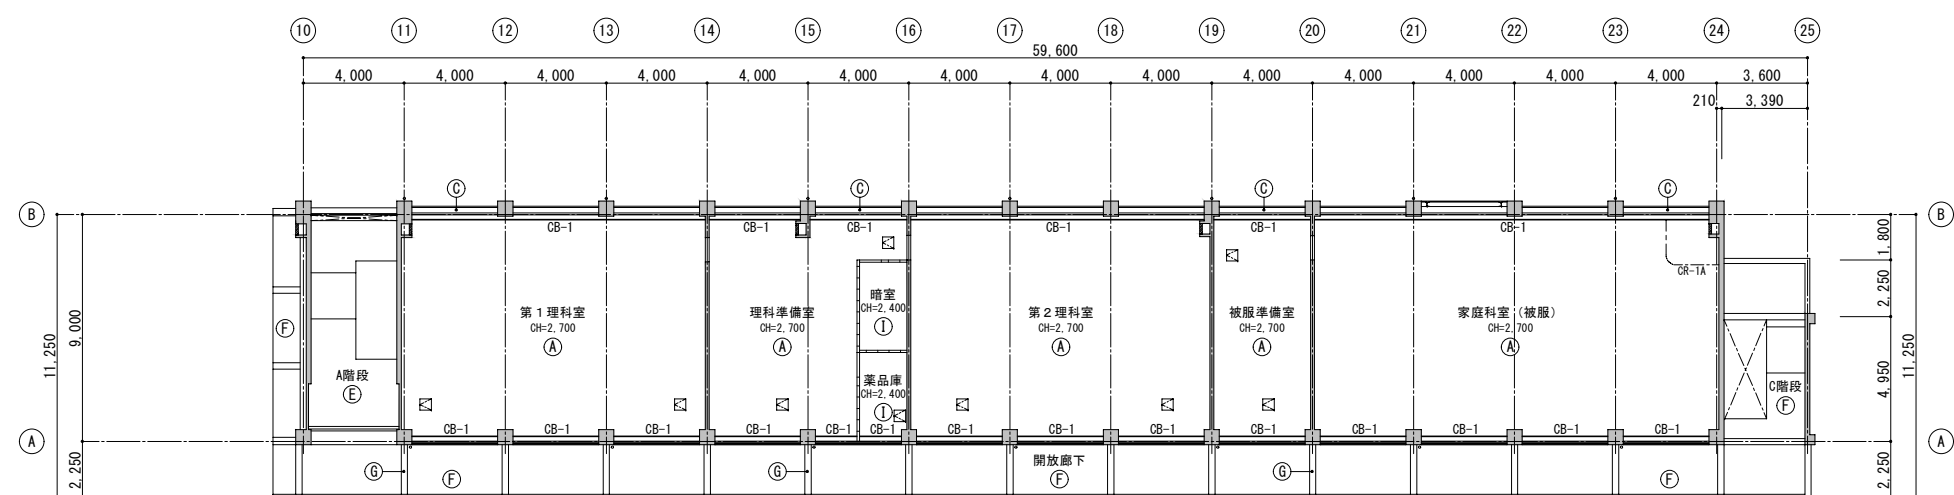 10 11 12 13 14 15 16 17 18 19 20 21 22 23 24 25
59,600
4,000 4,000 4,000 4,000 4,000 4,000 4,000 4,000 4,000 4,000 4,000 4,000 4,000 4,000 3,600
210 3,390
C C C C
B B
CB-1 CB-1 CB-1 CB-1 CB-1 CB-1
1,800
CR-1A
2,250
9,000
11,250
暗室
CH=2,400
I
第1理科室
CH=2,700
A
理科準備室
CH=2,700
A
第2理科室
CH=2,700
A
被服準備室
CH=2,700
A
家庭科室(被服)
CH=2,700
A
F
4,950
11,250
A階段
E
薬品庫
CH=2,400
I
C階段
F
CB-1 CB-1 CB-1 CB-1 CB-1 CB-1 CB-1 CB-1 CB-1 CB-1 CB-1 CB-1 CB-1 CB-1
A A
2,250
G F G
開放廊下
F
G F
2,250